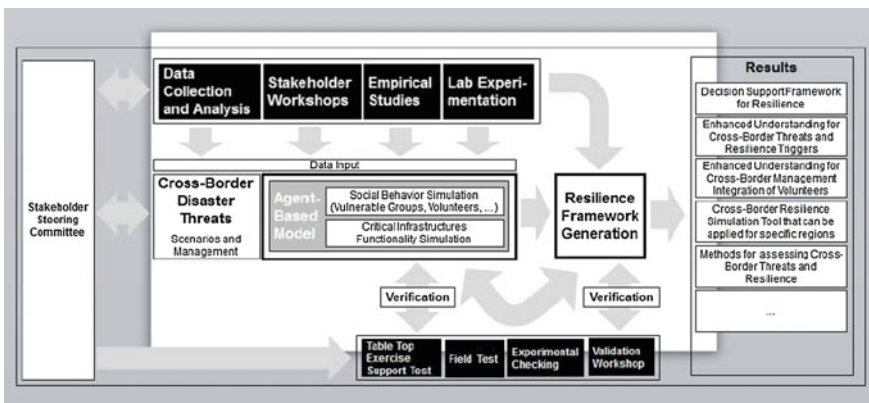 Data
Collection
and Analysis
Stakeholder
Workshops
Empirical
Studies
Lab Experi-
mentation
Data Input
Stakeholder
Steering
Committee
Cross-Border
Disaster
Threats
Scenarios and
Management
Agent-
Based
Model
Social Behavior Simulation
(Vulnerable Groups, Volunteers, ...)
Critical Infrastructures
Functionality Simulation
Resilience
Framework
Generation
Verification
Verification
Table Top
Exercise
Support Test
Field Test
Experimental
Checking
Validation
Workshop
Results
Decision Support Framework
for Resilience
Enhanced Understanding for
Cross-Border Threats and
Resilience Triggers
Enhanced Understanding for
Cross-Border Management
Integration of Volunteers
Cross-Border Resilience
Simulation Tool that can be
applied for specific regions
Methods for assessing Cross-
Border Threats and
Resilience
...